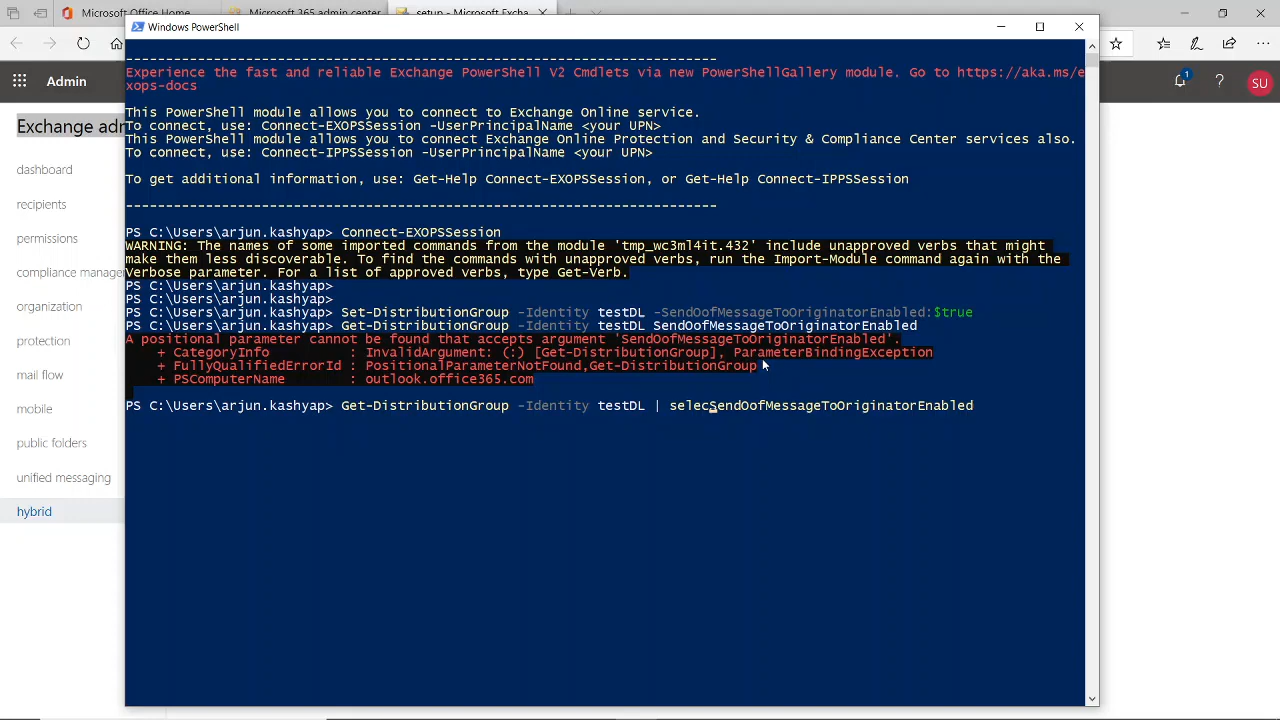 Microsoft Of
Microsoft 365 admin center
setup - Microsoft Excha
Windows PowerShell
Admin
1
?
SU
Exchange adm
dashboard
recipients
permissions
compliance manage
organization
protection
mail flow
mobile
public folders
unified messaging
hybrid
----------------------------------------------------------------------------
Experience the fast and reliable Exchange PowerShell V2 Cmdlets via new PowerShellGallery module. Go to https://aka.ms/e
xops-docs
This PowerShell module allows you to connect to Exchange Online service.
To connect, use: Connect-EXOPSSession -UserPrincipalName <your UPN>
This PowerShell module allows you to connect Exchange Online Protection and Security & Compliance Center services also.
To connect, use: Connect-IPPSSession -UserPrincipalName <your UPN>
To get additional information, use: Get-Help Connect-EXOPSSession, or Get-Help Connect-IPPSSession
----------------------------------------------------------------------------
PS C:\Users\arjun.kashyap> Connect-EXOPSSession
WARNING: The names of some imported commands from the module 'tmp_wc3ml4it.432' include unapproved verbs that might
make them less discoverable. To find the commands with unapproved verbs, run the Import-Module command again with the
Verbose parameter. For a list of approved verbs, type Get-Verb.
PS C:\Users\arjun.kashyap>
PS C:\Users\arjun.kashyap>
PS C:\Users\arjun.kashyap> Set-DistributionGroup -Identity testDL -SendOofMessageToOriginatorEnabled:$true
PS C:\Users\arjun.kashyap> Get-DistributionGroup -Identity testDL SendOofMessageToOriginatorEnabled
A positional parameter cannot be found that accepts argument 'SendOofMessageToOriginatorEnabled'.
+ CategoryInfo : InvalidArgument: (:) [Get-DistributionGroup], ParameterBindingException
+ FullyQualifiedErrorId : PositionalParameterNotFound,Get-DistributionGroup
+ PSComputerName : outlook.office365.com
PS C:\Users\arjun.kashyap> Get-DistributionGroup -Identity testDL | selecSendOofMessageToOriginatorEnabled